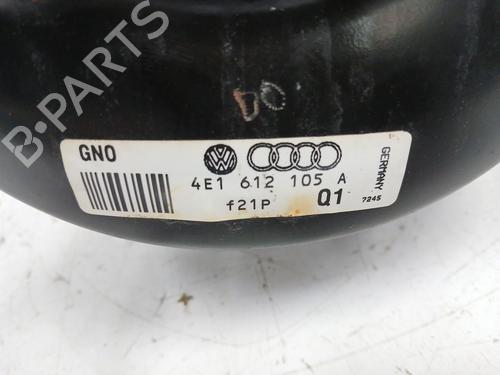 B-PARTS
GNO
4E1 612 105 A
f21P
Q1
GERMANY
7245